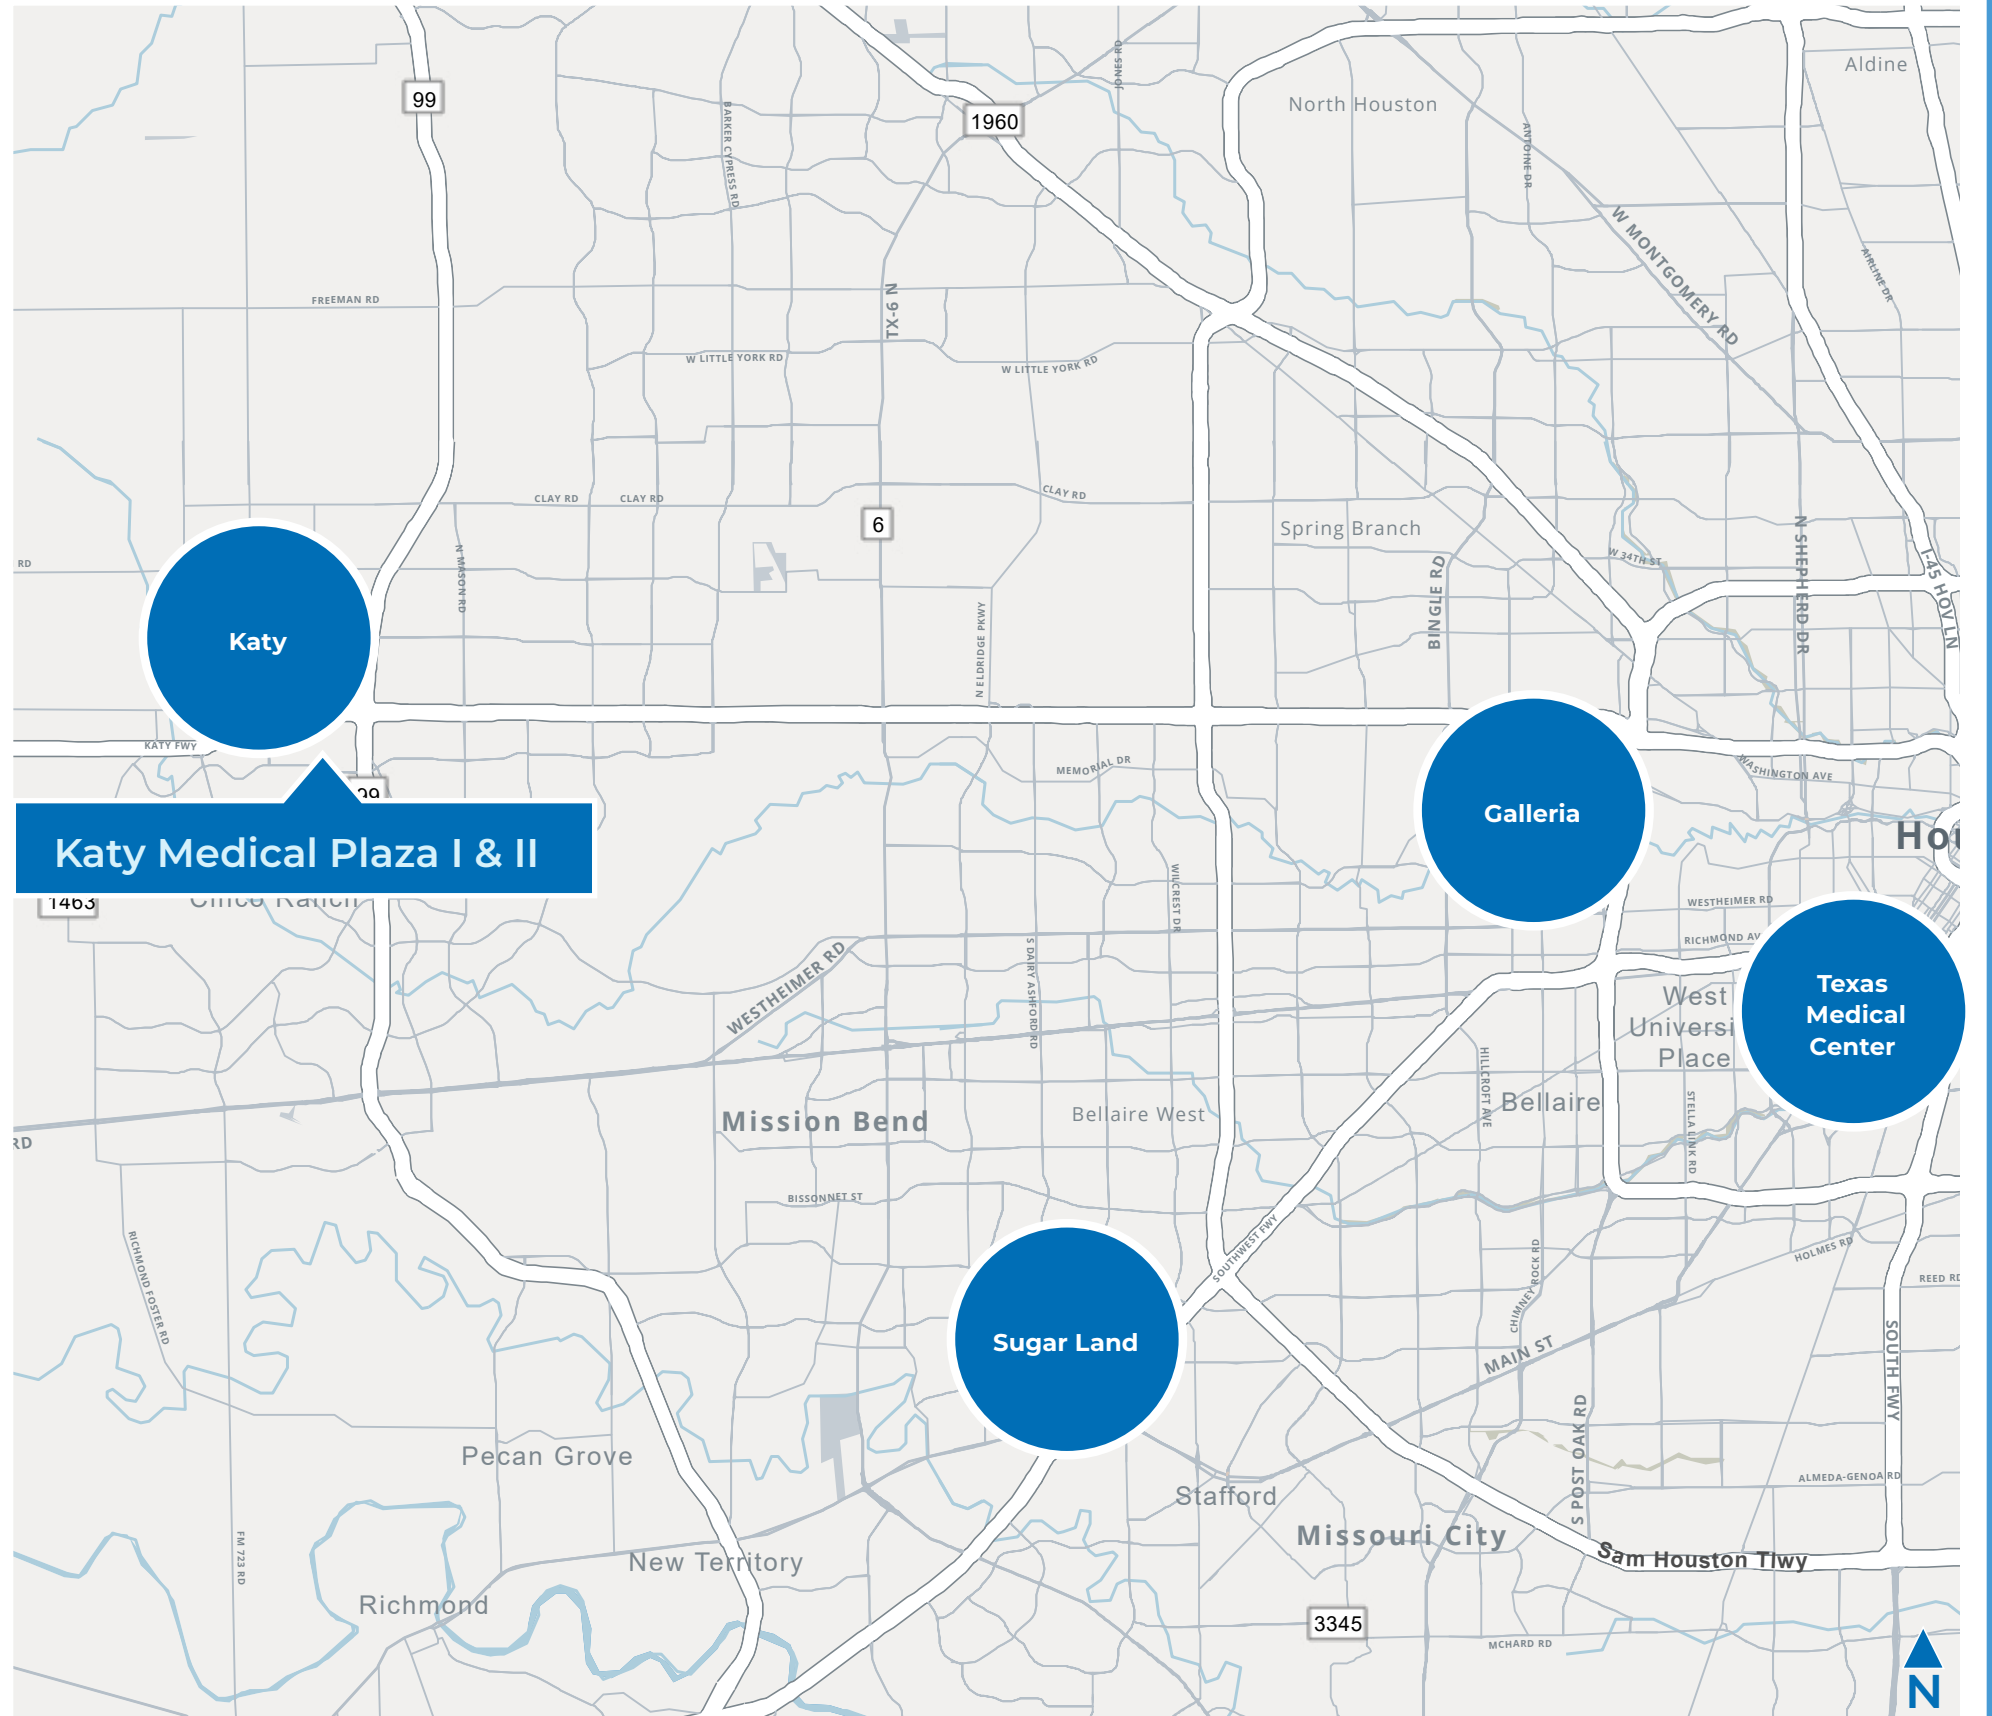 Aldine
99
JONES RD
North Houston
1960
BARKER CYPRESS RD
ANTOINE DR
W MONTGOMERY RD
AIRLINE DR
FREEMAN RD
TX-6 N
W LITTLE YORK RD
W LITTLE YORK RD
CLAY RD
CLAY RD
CLAY RD
6
Spring Branch
N SHEPHERD DR
I-45 HOV LN
RD
N MASON RD
W 34TH ST
BINGLE RD
N ELDRIDGE PKWY
Katy
KATY FWY
MEMORIAL DR
WASHINGTON AVE
99
Galleria
Katy Medical Plaza I & II
1463
Cinco Ranch
WILCREST DR
WESTHEIMER RD
RICHMOND AV
WESTHEIMER RD
S DAIRY ASHFORD RD
West
Universi
Place
Texas
Medical
Center
HILLCROFT AVE
Bellaire
STELLA LINK RD
Mission Bend
Bellaire West
RD
BISSONNET ST
SOUTHWEST FWY
RICHMOND FOSTER RD
CHIMNEY ROCK RD
HOLMES RD
REED RD
Sugar Land
MAIN ST
SOUTH FWY
S POST OAK RD
Pecan Grove
Stafford
ALMEDA-GENOA RD
Missouri City
FM 723 RD
New Territory
Sam Houston Tlwy
Richmond
3345
MCHARD RD
N